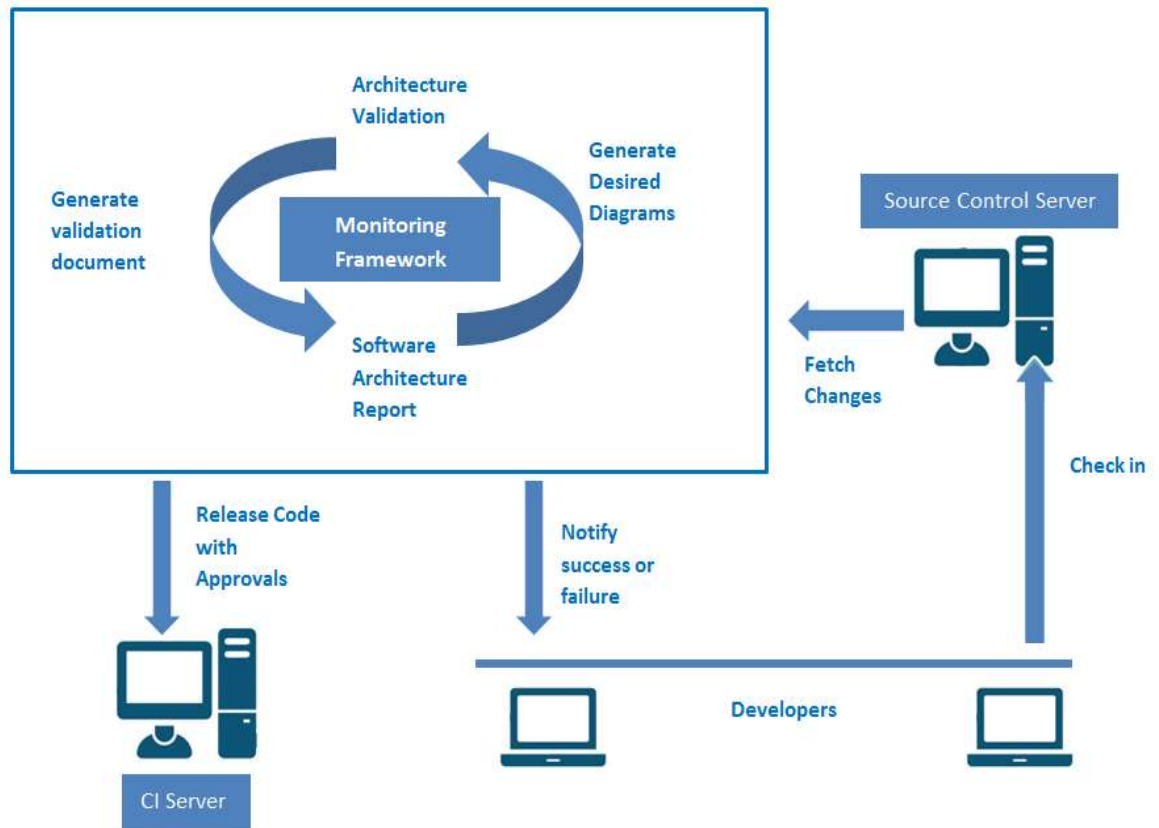 Architecture
Validation
Generate
Desired
Diagrams
Generate
validation
document
Monitoring
Framework
Source Control Server
Software
Architecture
Report
Fetch
Changes
Check in
Release Code
with
Approvals
Notify
success or
failure
Developers
CI Server